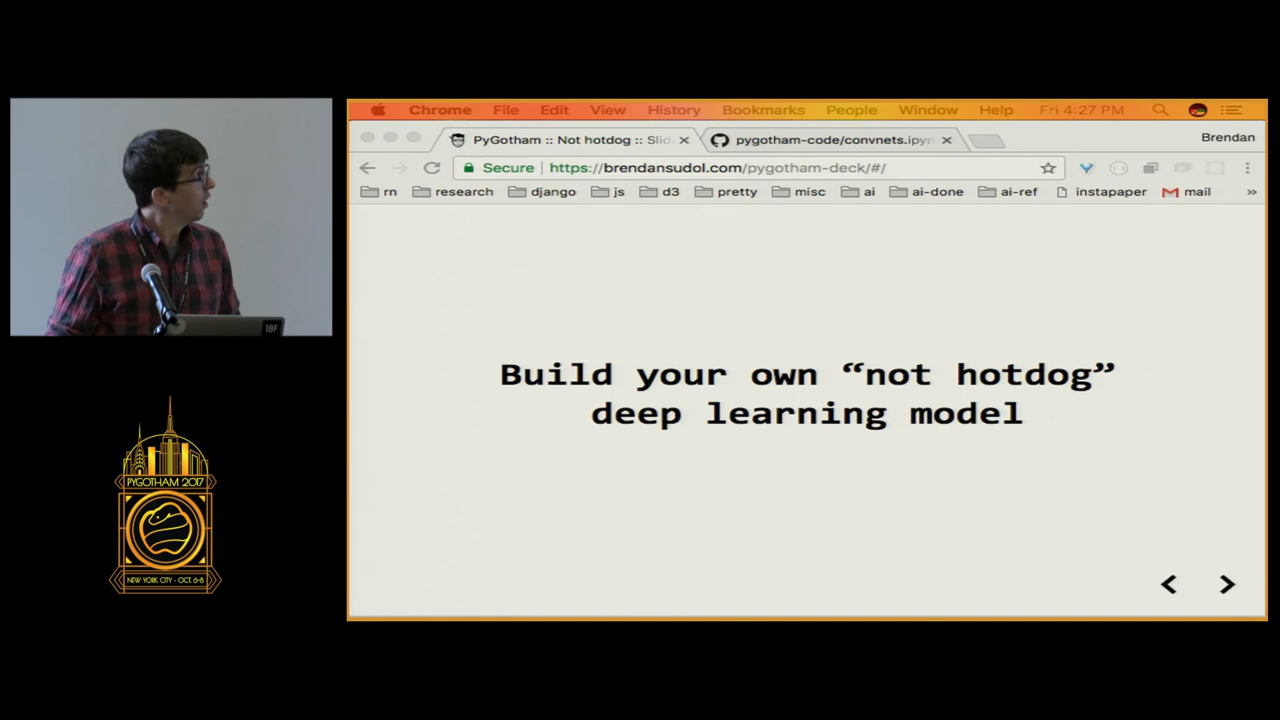 Chrome File Edit View History Bookmarks People Window Help Fri 4:27 PM
PyGotham :: Not hotdog :: Slid
pygotham-code/convnets.ipyn
Brendan
Secure
https://brendansudol.com/pygotham-deck/#/
rn research django js d3 pretty misc ai ai-done ai-ref instapaper mail »
Build your own “not hotdog”
deep learning model
18F
PYGOTHAM 2017
NEW YORK CITY - OCT. 6-8